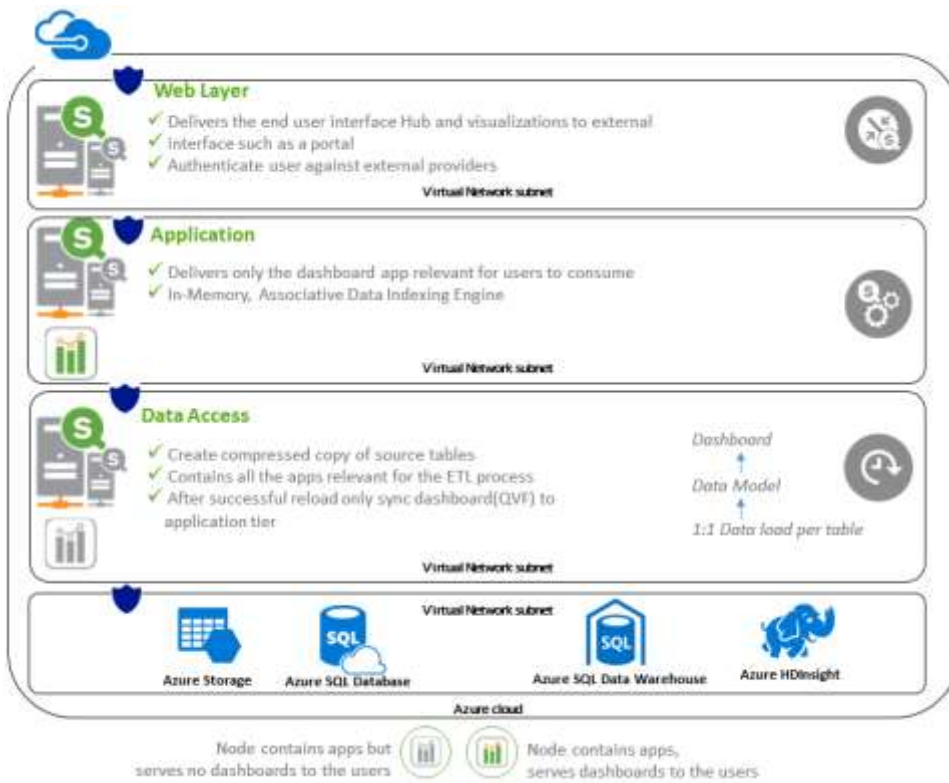 Web Layer
✓ Delivers the end user interface Hub and visualizations to external
✓ interface such as a portal
✓ Authenticate user against external providers
Virtual Network subnet
Application
✓ Delivers only the dashboard app relevant for users to consume
✓ In-Memory, Associative Data Indexing Engine
Virtual Network subnet
Data Access
✓ Create compressed copy of source tables
✓ Contains all the apps relevant for the ETL process
✓ After successful reload only sync dashboard(QVF) to
application tier
Dashboard
Data Model
1:1 Data load per table
Virtual Network subnet
Virtual Network subnet
SQL
SQL
Azure Storage
Azure SQL Database
Azure SQL Data Warehouse
Azure HDInsight
Azure cloud
Node contains apps but
serves no dashboards to the users
Node contains apps,
serves dashboards to the users
S
S
S
S
S
S
S
S